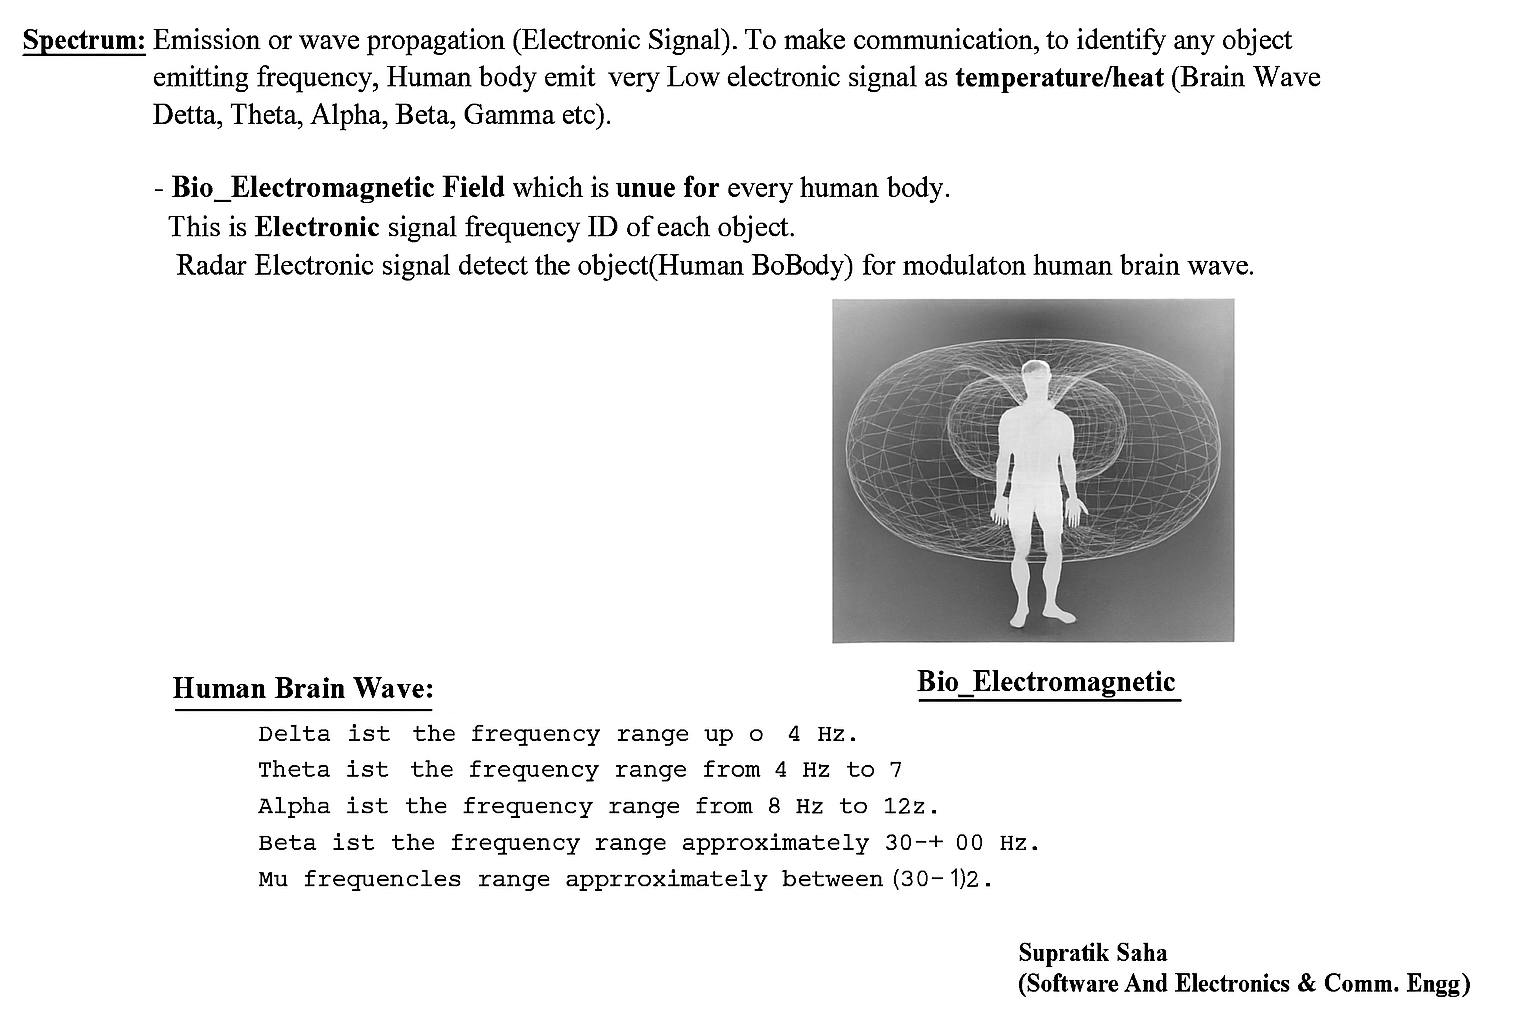 Spectrum: Emission or wave propagation (Electronic Signal). To make communication, to identify any object
emitting frequency, Human body emit very Low electronic signal as temperature/heat (Brain Wave
Detta, Theta, Alpha, Beta, Gamma etc).
- Bio_Electromagnetic Field which is unue for every human body.
This is Electronic signal frequency ID of each object.
Radar Electronic signal detect the object(Human BoBody) for modulaton human brain wave.
Bio_Electromagnetic
Human Brain Wave:
Delta ist the frequency range up o 4 Hz.
Theta ist the frequency range from 4 Hz to 7
Alpha ist the frequency range from 8 Hz to 12z.
Beta ist the frequency range approximately 30-+ 00 Hz.
Mu frequencles range apprroximately between (30- 1)2.
Supratik Saha
(Software And Electronics & Comm. Engg)